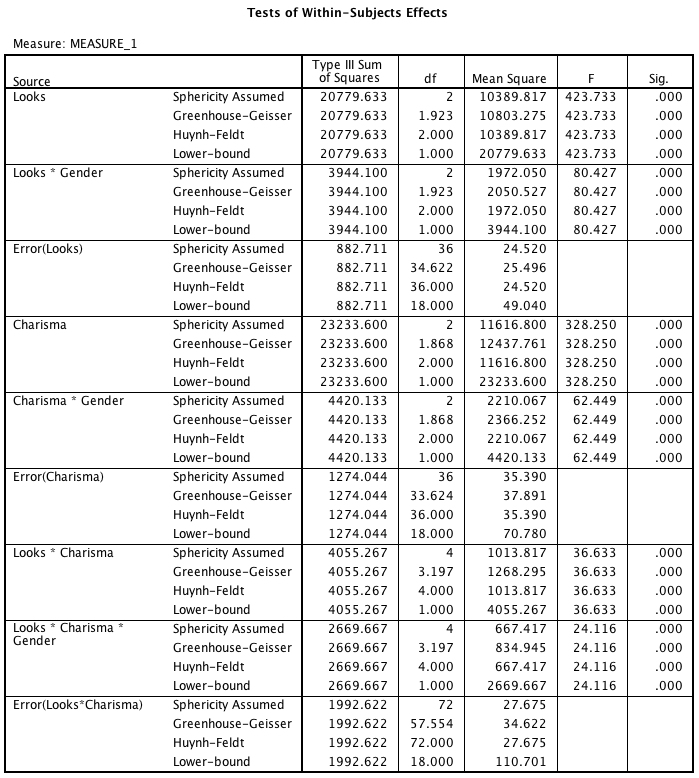 Tests of Within-Subjects Effects
Measure: MEASURE_1
Source Type III Sum of Squares df Mean Square F Sig.
Looks Sphericity Assumed 20779.633 2 10389.817 423.733 .000
Greenhouse-Geisser 20779.633 1.923 10803.275 423.733 .000
Huynh-Feldt 20779.633 2.000 10389.817 423.733 .000
Lower-bound 20779.633 1.000 20779.633 423.733 .000
Looks * Gender Sphericity Assumed 3944.100 2 1972.050 80.427 .000
Greenhouse-Geisser 3944.100 1.923 2050.527 80.427 .000
Huynh-Feldt 3944.100 2.000 1972.050 80.427 .000
Lower-bound 3944.100 1.000 3944.100 80.427 .000
Error(Looks) Sphericity Assumed 882.711 36 24.520
Greenhouse-Geisser 882.711 34.622 25.496
Huynh-Feldt 882.711 36.000 24.520
Lower-bound 882.711 18.000 49.040
Charisma Sphericity Assumed 23233.600 2 11616.800 328.250 .000
Greenhouse-Geisser 23233.600 1.868 12437.761 328.250 .000
Huynh-Feldt 23233.600 2.000 11616.800 328.250 .000
Lower-bound 23233.600 1.000 23233.600 328.250 .000
Charisma * Gender Sphericity Assumed 4420.133 2 2210.067 62.449 .000
Greenhouse-Geisser 4420.133 1.868 2366.252 62.449 .000
Huynh-Feldt 4420.133 2.000 2210.067 62.449 .000
Lower-bound 4420.133 1.000 4420.133 62.449 .000
Error(Charisma) Sphericity Assumed 1274.044 36 35.390
Greenhouse-Geisser 1274.044 33.624 37.891
Huynh-Feldt 1274.044 36.000 35.390
Lower-bound 1274.044 18.000 70.780
Looks * Charisma Sphericity Assumed 4055.267 4 1013.817 36.633 .000
Greenhouse-Geisser 4055.267 3.197 1268.295 36.633 .000
Huynh-Feldt 4055.267 4.000 1013.817 36.633 .000
Lower-bound 4055.267 1.000 4055.267 36.633 .000
Looks * Charisma * Gender Sphericity Assumed 2669.667 4 667.417 24.116 .000
Greenhouse-Geisser 2669.667 3.197 834.945 24.116 .000
Huynh-Feldt 2669.667 4.000 667.417 24.116 .000
Lower-bound 2669.667 1.000 2669.667 24.116 .000
Error(Looks*Charisma) Sphericity Assumed 1992.622 72 27.675
Greenhouse-Geisser 1992.622 57.554 34.622
Huynh-Feldt 1992.622 72.000 27.675
Lower-bound 1992.622 18.000 110.701